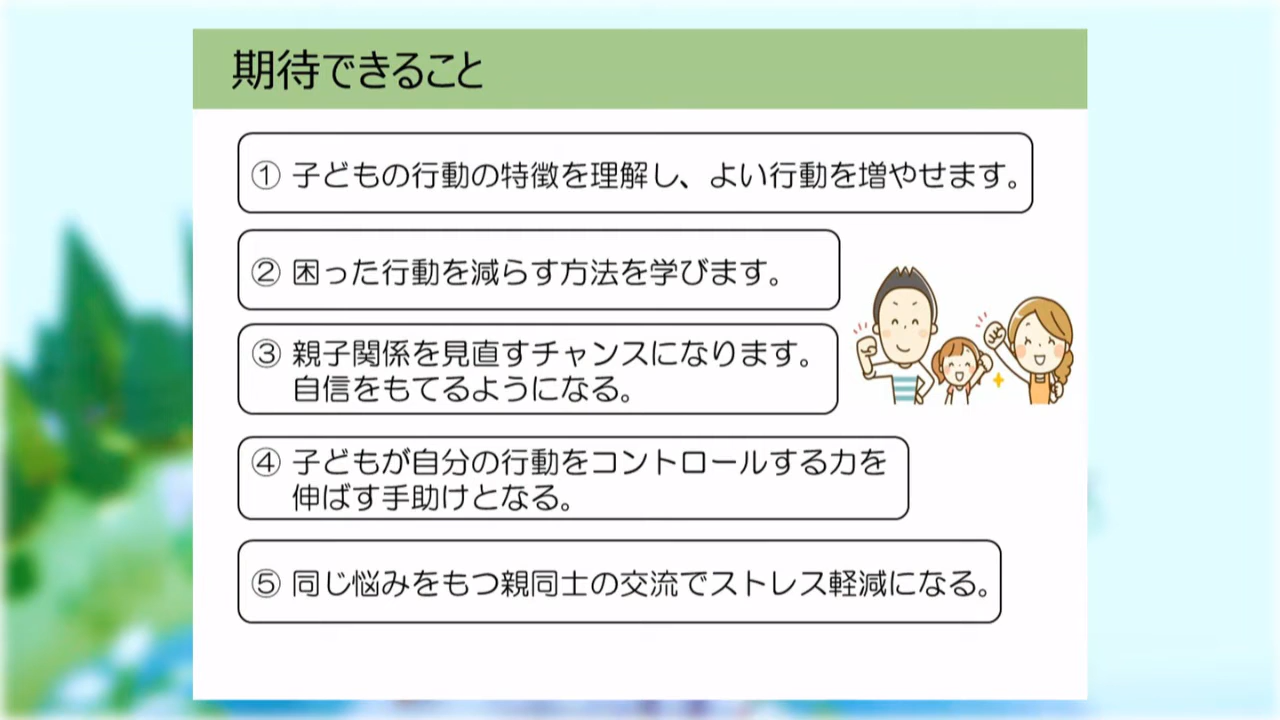 期待できること
① 子どもの行動の特徴を理解し、よい行動を増やせます。
② 困った行動を減らす方法を学びます。
③ 親子関係を見直すチャンスになります。
自信をもてるようになる。
④ 子どもが自分の行動をコントロールする力を
伸ばす手助けとなる。
⑤ 同じ悩みをもつ親同士の交流でストレス軽減になる。